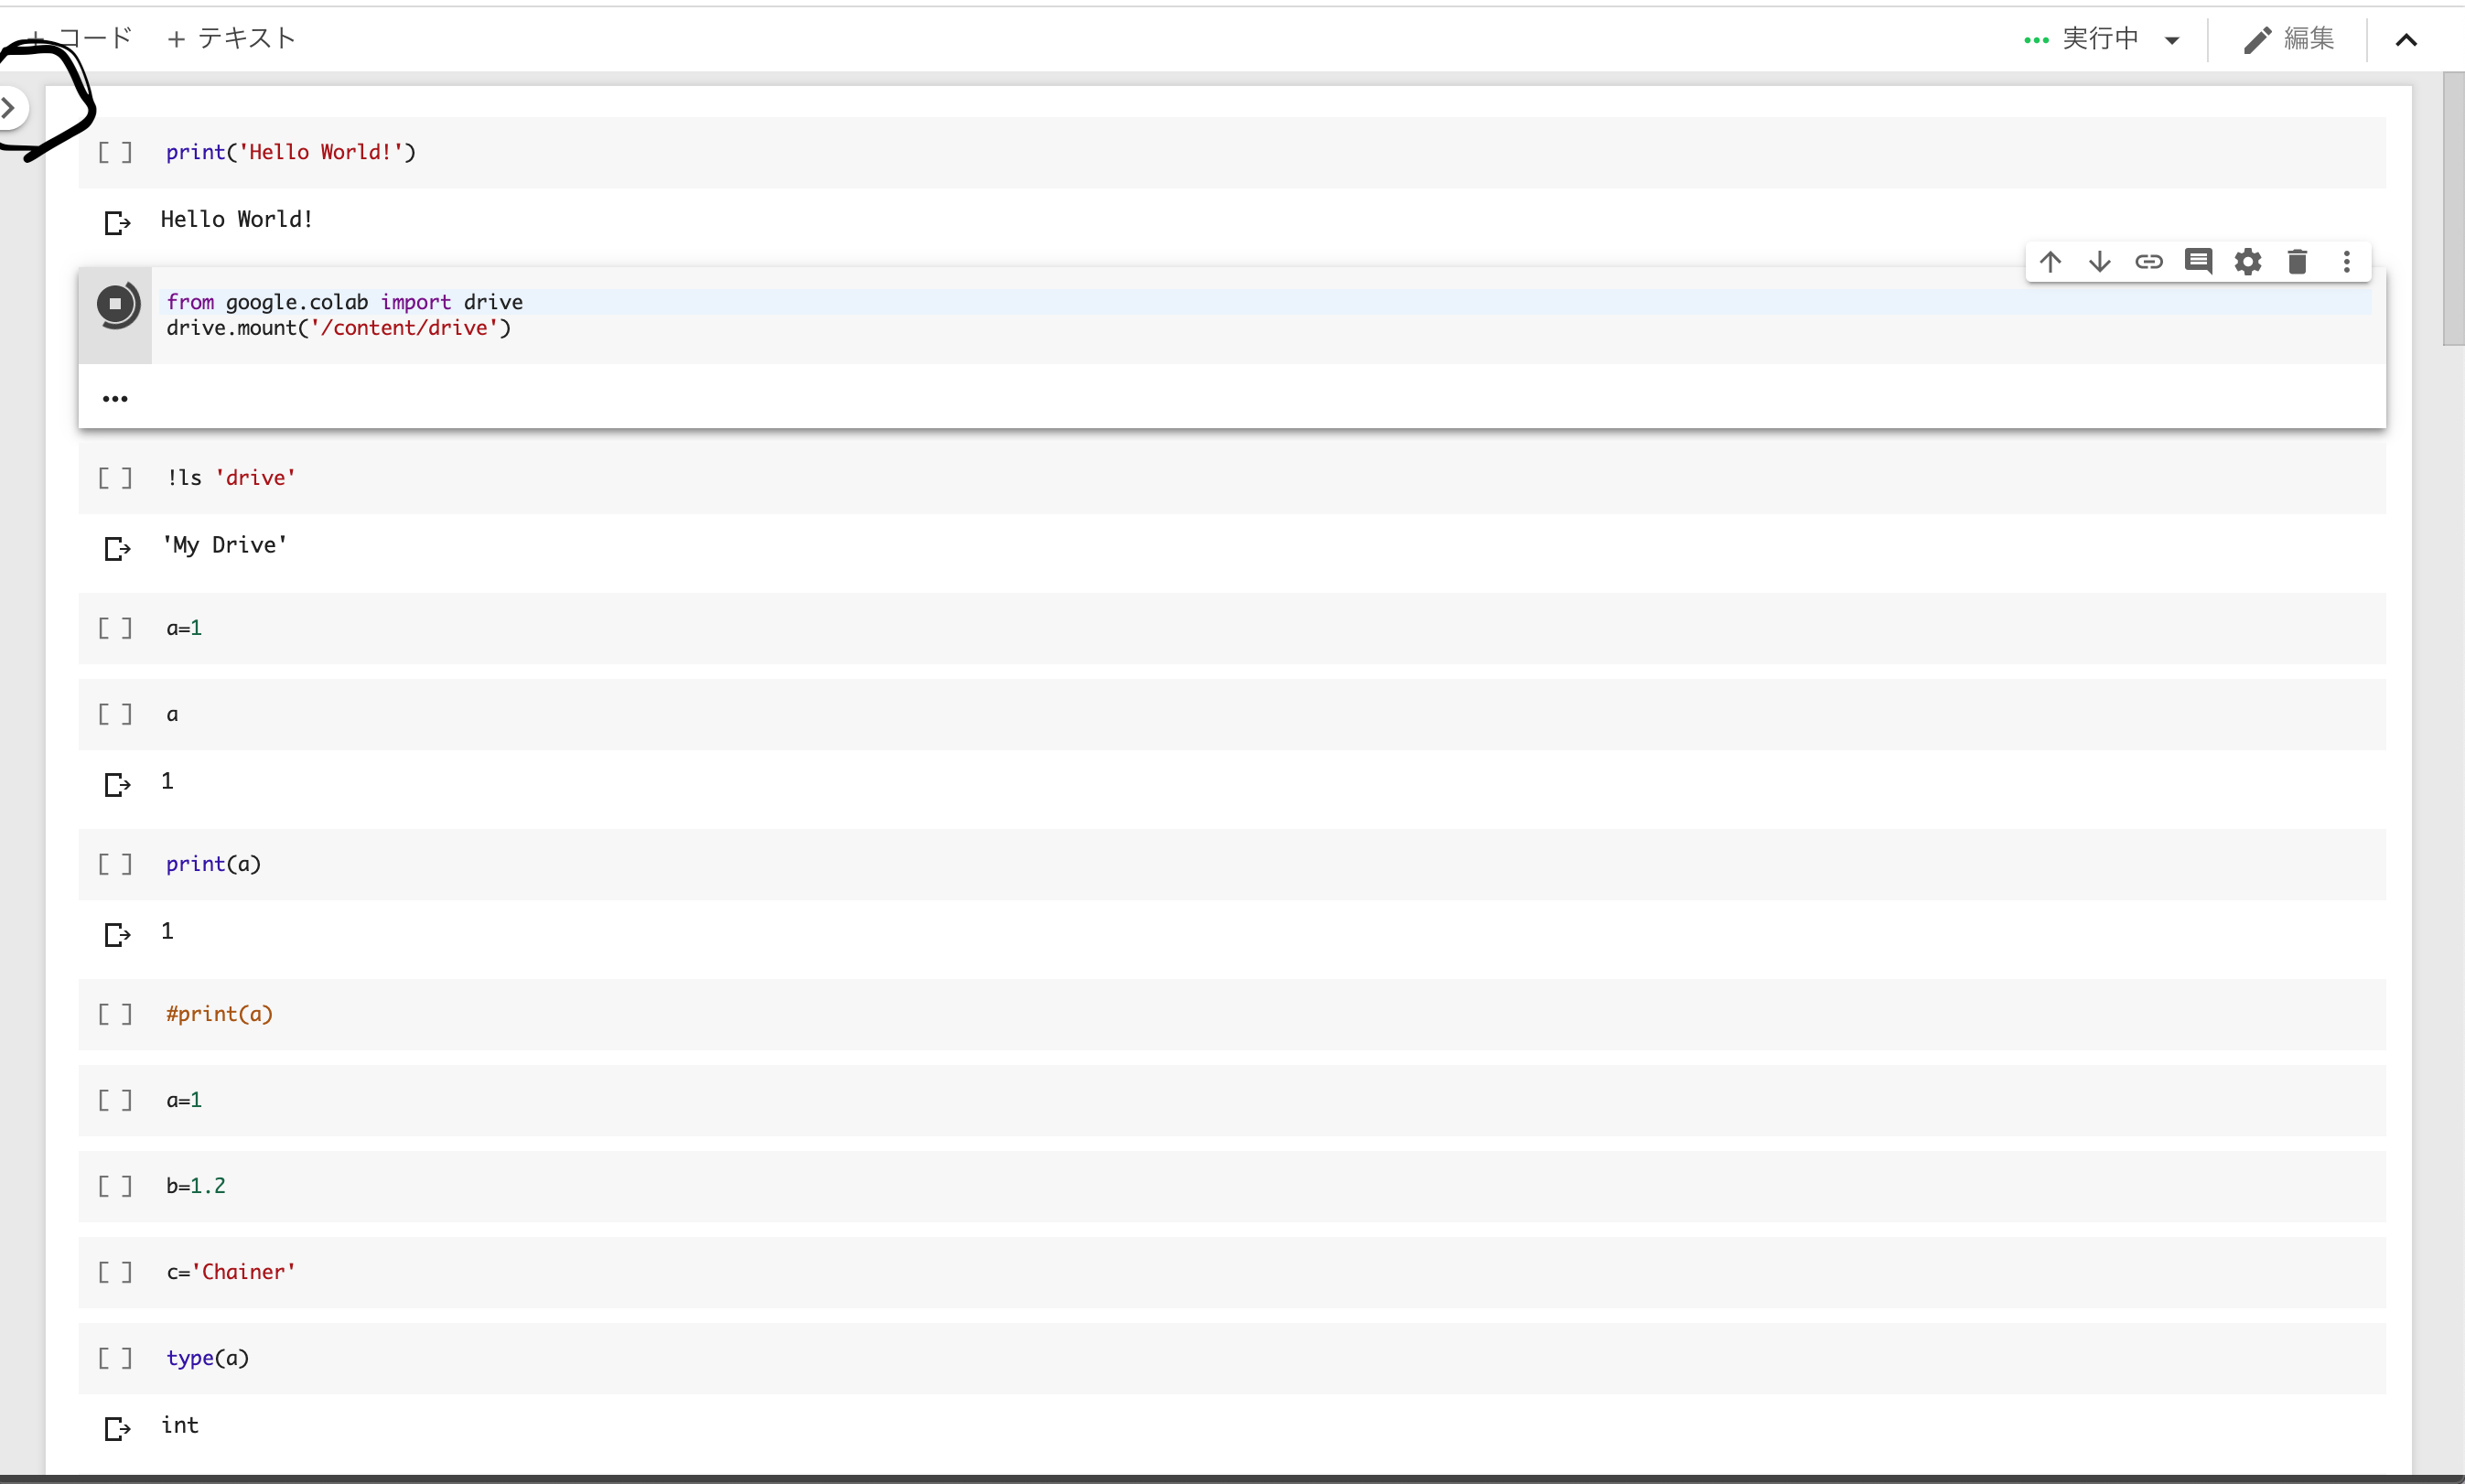 + コード + テキスト 実行中 編集
[ ] print('Hello World!')
Hello World!
from google.colab import drive
drive.mount('/content/drive')
[ ] !ls 'drive'
'My Drive'
[ ] a=1
[ ] a
1
[ ] print(a)
1
[ ] #print(a)
[ ] a=1
[ ] b=1.2
[ ] c='Chainer'
[ ] type(a)
int